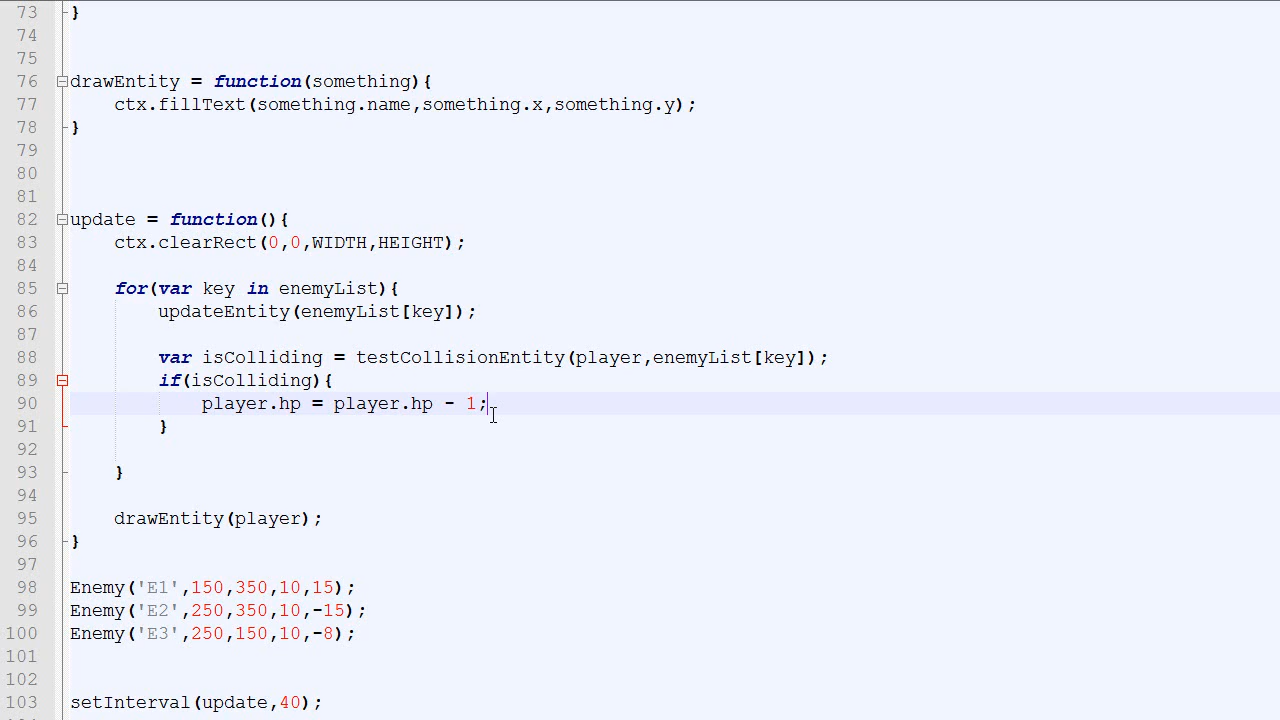 73 }
74
75
76 drawEntity = function(something){
77 ctx.fillText(something.name,something.x,something.y);
78 }
79
80
81
82 update = function(){
83 ctx.clearRect(0,0,WIDTH,HEIGHT);
84
85 for(var key in enemyList){
86 updateEntity(enemyList[key]);
87
88 var isColliding = testCollisionEntity(player,enemyList[key]);
89 if(isColliding){
90 player.hp = player.hp - 1;
91 }
92
93 }
94
95 drawEntity(player);
96 }
97
98 Enemy('E1',150,350,10,15);
99 Enemy('E2',250,350,10,-15);
100 Enemy('E3',250,150,10,-8);
101
102
103 setInterval(update,40);